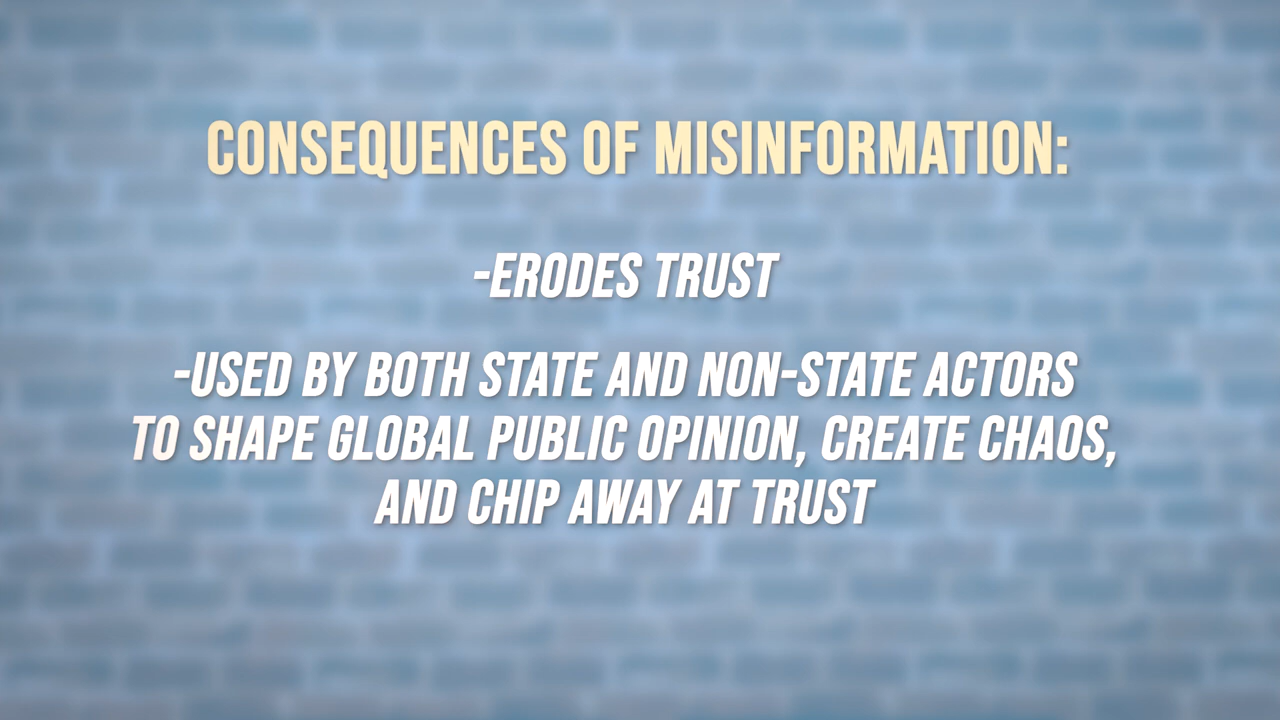 CONSEQUENCES OF MISINFORMATION:
-ERODES TRUST
-USED BY BOTH STATE AND NON-STATE ACTORS
TO SHAPE GLOBAL PUBLIC OPINION, CREATE CHAOS,
AND CHIP AWAY AT TRUST